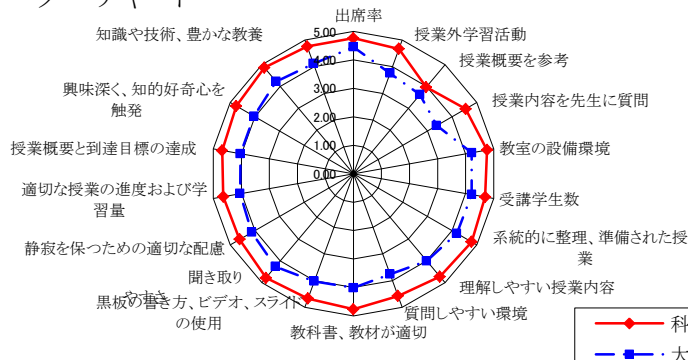 出席率
授業外学習活動
授業概要を参考
授業内容を先生に質問
教室の設備環境
受講学生数
系統的に整理、準備された授
業
理解しやすい授業内容
質問しやすい環境
教科書、教材が適切
黒板の書き方、ビデオ、スライド
の使用
聞き取り
やすさ
静寂を保つための適切な配慮
適切な授業の進度および学
習量
授業概要と到達目標の達成
興味深く、知的好奇心を
触発
知識や技術、豊かな教養
5.00
4.00
3.00
2.00
1.00
0.00
科
大